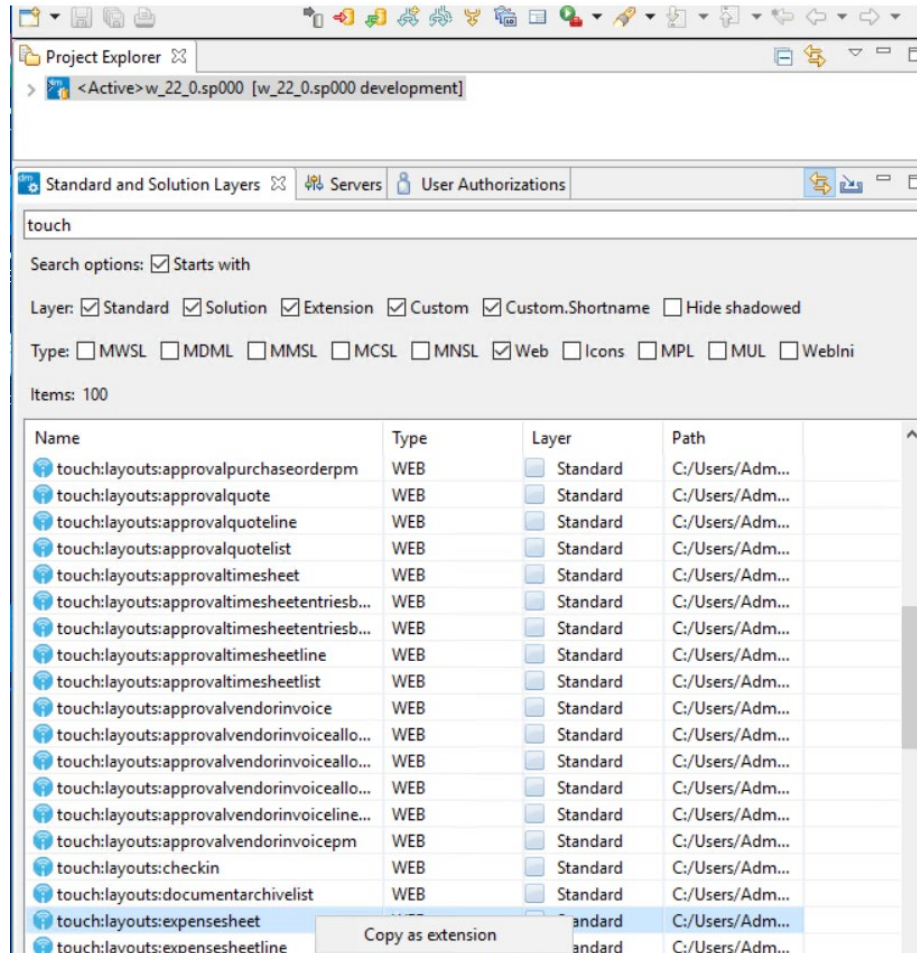 Project Explorer
<Active>w_22_0.sp000 [w_22_0.sp000 development]
Standard and Solution Layers Servers User Authorizations
touch
Search options: Starts with
Layer: Standard Solution Extension Custom Custom.Shortname Hide shadowed
Type: MWSL MDML MMSL MCSL MNSL Web Icons MPL MUL WebIni
Items: 100
Name Type Layer Path
touch:layouts:approvalpurchaseorderpm WEB Standard C:/Users/Adm...
touch:layouts:approvalquote WEB Standard C:/Users/Adm...
touch:layouts:approvalquoteline WEB Standard C:/Users/Adm...
touch:layouts:approvalquotelist WEB Standard C:/Users/Adm...
touch:layouts:approvaltimesheet WEB Standard C:/Users/Adm...
touch:layouts:approvaltimesheetentriesb... WEB Standard C:/Users/Adm...
touch:layouts:approvaltimesheetentriesb... WEB Standard C:/Users/Adm...
touch:layouts:approvaltimesheetline WEB Standard C:/Users/Adm...
touch:layouts:approvaltimesheetlist WEB Standard C:/Users/Adm...
touch:layouts:approvalvendorinvoice WEB Standard C:/Users/Adm...
touch:layouts:approvalvendorinvoiceallo... WEB Standard C:/Users/Adm...
touch:layouts:approvalvendorinvoiceallo... WEB Standard C:/Users/Adm...
touch:layouts:approvalvendorinvoiceallo... WEB Standard C:/Users/Adm...
touch:layouts:approvalvendorinvoiceline... WEB Standard C:/Users/Adm...
touch:layouts:approvalvendorinvoicepm WEB Standard C:/Users/Adm...
touch:layouts:checkin WEB Standard C:/Users/Adm...
touch:layouts:documentarchivelist WEB Standard C:/Users/Adm...
touch:layouts:expensesheet andard C:/Users/Adm...
Copy as extension
touch:layouts:expensesheetline andard C:/Users/Adm...